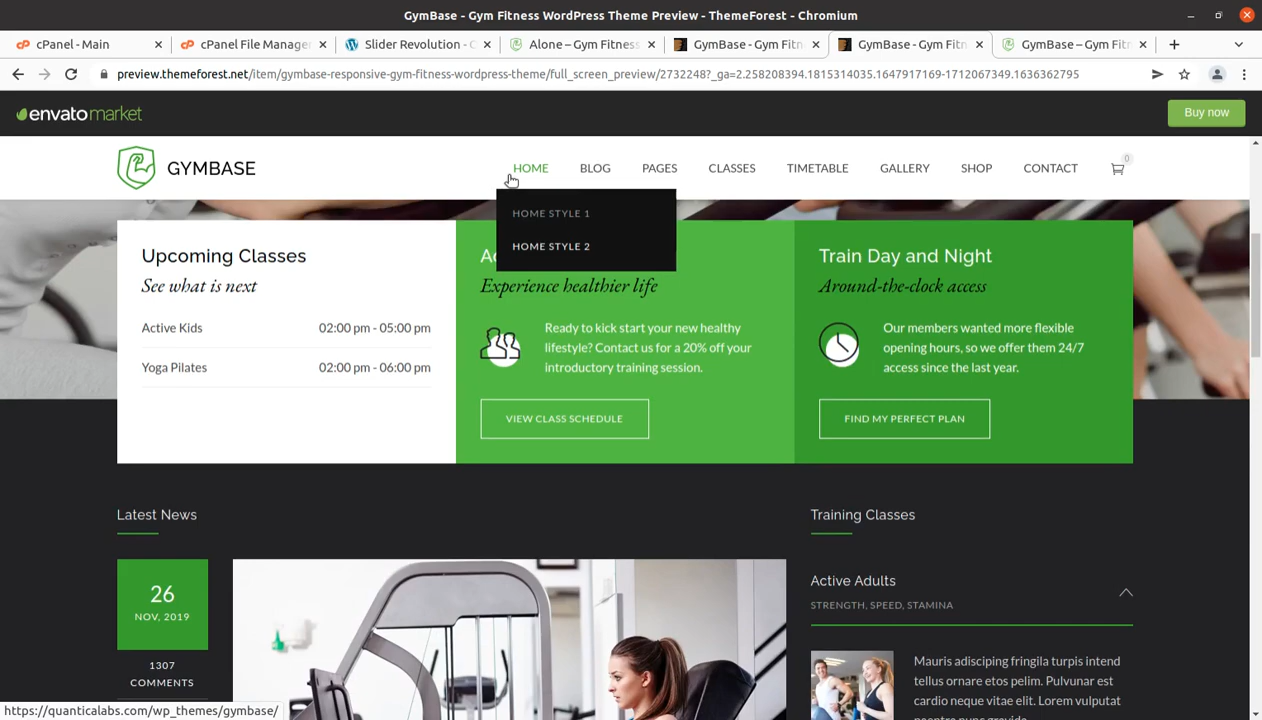 GymBase - Gym Fitness WordPress Theme Preview - ThemeForest - Chromium
cPanel - Main
cPanel File Manager
Slider Revolution - C
Alone – Gym Fitness
GymBase - Gym Fitn
GymBase - Gym Fitn
GymBase – Gym Fit
preview.themeforest.net/item/gymbase-responsive-gym-fitness-wordpress-theme/full_screen_preview/2732248?_ga=2.258208394.1815314035.1647917169-1712067349.1636362795
envatomarket
Buy now
GYMBASE
HOME
BLOG
PAGES
CLASSES
TIMETABLE
GALLERY
SHOP
CONTACT
0
HOME STYLE 1
HOME STYLE 2
Upcoming Classes
See what is next
Active Kids 02:00 pm - 05:00 pm
Yoga Pilates 02:00 pm - 06:00 pm
Experience healthier life
Ready to kick start your new healthy
lifestyle? Contact us for a 20% off your
introductory training session.
VIEW CLASS SCHEDULE
Train Day and Night
Around-the-clock access
Our members wanted more flexible
opening hours, so we offer them 24/7
access since the last year.
FIND MY PERFECT PLAN
Latest News
26
NOV, 2019
1307
COMMENTS
Training Classes
Active Adults
STRENGTH, SPEED, STAMINA
Mauris adisciping fringila turpis intend
tellus ornare etos pelim. Pulvunar est
cardio neque vitae elit. Lorem vulputat
https://quanticalabs.com/wp_themes/gymbase/